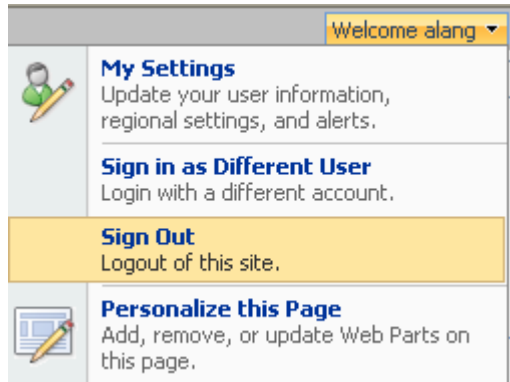 Welcome alang
My Settings
Update your user information,
regional settings, and alerts.
Sign in as Different User
Login with a different account.
Sign Out
Logout of this site.
Personalize this Page
Add, remove, or update Web Parts on
this page.